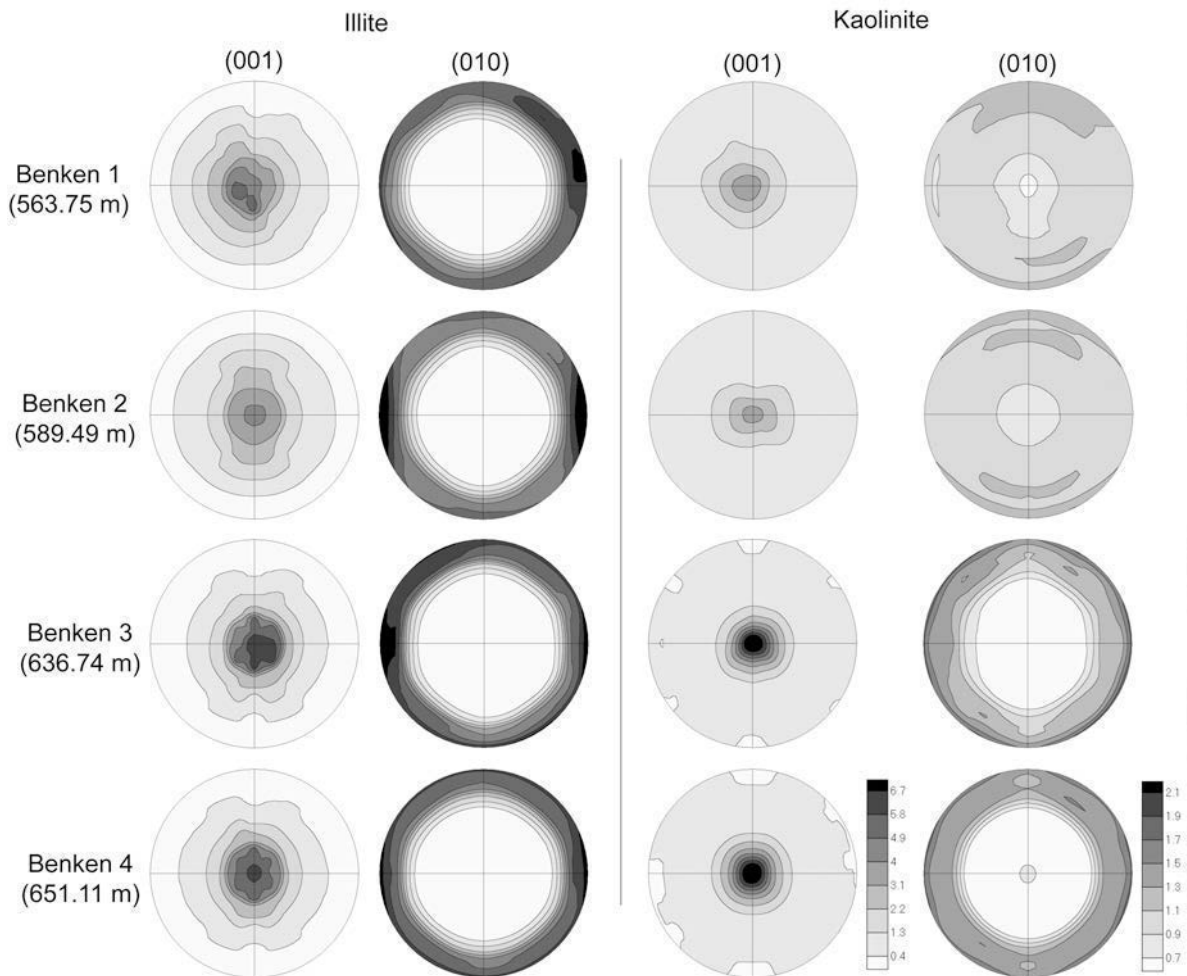 Illite
Kaolinite
(001)
(010)
(001)
(010)
Benken 1
(563.75 m)
Benken 2
(589.49 m)
Benken 3
(636.74 m)
Benken 4
(651.11 m)
6.7
5.8
4.9
4
3.1
2.2
1.3
0.4
2.1
1.9
1.7
1.5
1.3
1.1
0.9
0.7